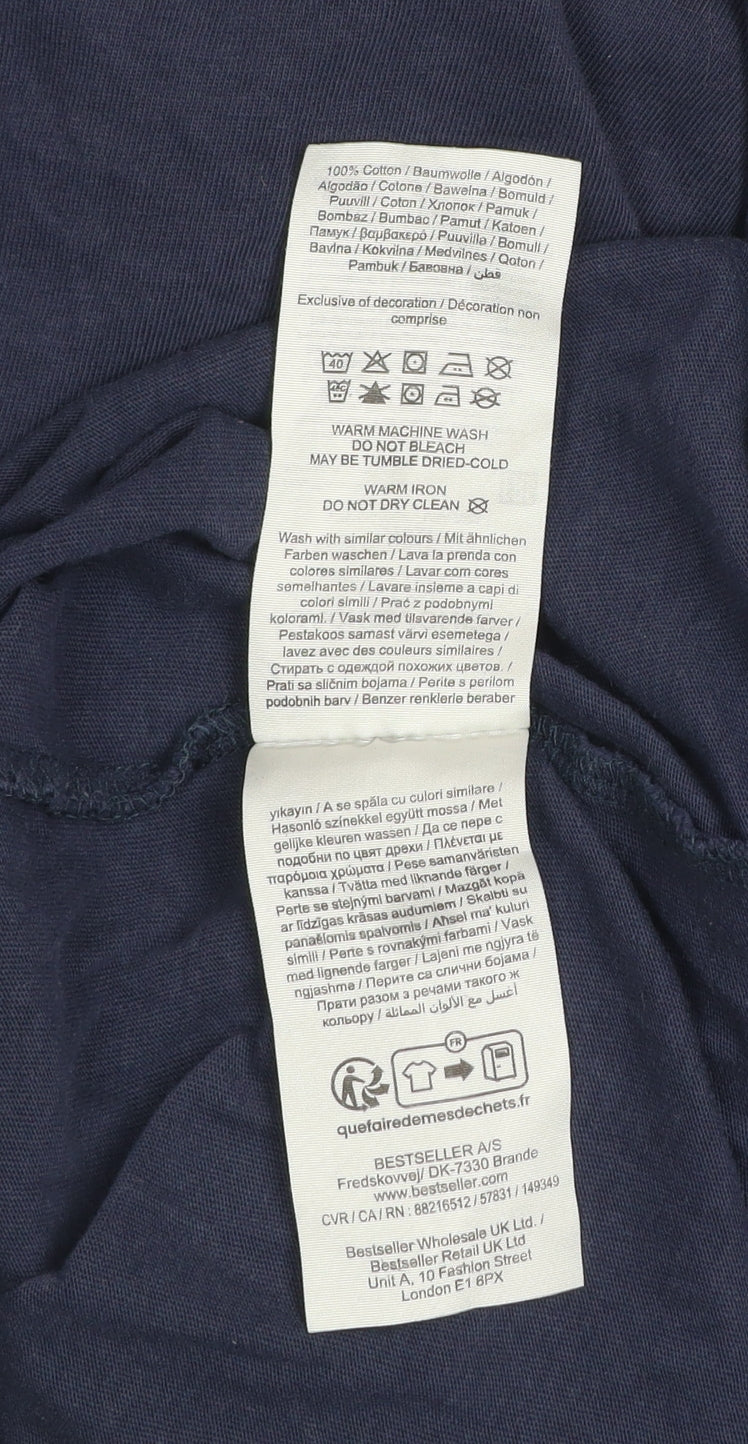 100% Cotton / Baumwolle / Algodón /
Algodão / Cotone / Bawełna / Bomuld /
Puuvill / Coton / Хлопок / Pamuk /
Bombaž / Bumbac / Pamut / Katoen /
Памук / βαμβακερό / Puuvilla / Bomull /
Bavlna / Kokvilna / Medvilnės / Qoton /
Pambuk / Бавовна / قطن
Exclusive of decoration / Décoration non
comprise
40
WARM MACHINE WASH
DO NOT BLEACH
MAY BE TUMBLE DRIED-COLD
WARM IRON
DO NOT DRY CLEAN
Wash with similar colours / Mit ähnlichen
Farben waschen / Lava la prenda con
colores similares / Lavar com cores
semelhantes / Lavare insieme a capi di
colori simili / Prać z podobnymi
kolorami. / Vask med tilsvarende farver /
Pestakoos samast värvi esemetega /
lavez avec des couleurs similaires /
Стирать с одеждой похожих цветов. /
Prati sa sličnim bojama / Perite s perilom
podobnih barv / Benzer renklerle beraber
yıkayın / A se spăla cu culori similare /
Hasonló színekkel együtt mossa / Met
gelijke kleuren wassen / Да се пере с
подобни по цвят дрехи / Πλένεται με
παρόμοια χρώματα / Pese samanväristen
kanssa / Tvätta med liknande färger /
Perte se stejnými barvami / Mazgāt kopā
ar līdzīgas krāsas audumiem / Skalbti su
panašiomis spalvomis / Aħsel ma' kuluri
simili / Perte s rovnakými farbami / Vask
med lignende farger / Lajeni me ngjyra të
ngjashme / Перите са слични бојама /
Прати разом з речами такого ж
кольору / أغسل مع الألوان المماثلة
FR
quefairedemesdechets.fr
BESTSELLER A/S
Fredskovvej/ DK-7330 Brande
www.bestseller.com
CVR / CA / RN : 88216512 / 57831 / 149349
Bestseller Wholesale UK Ltd. /
Bestseller Retail UK Ltd
Unit A, 10 Fashion Street
London E1 6PX